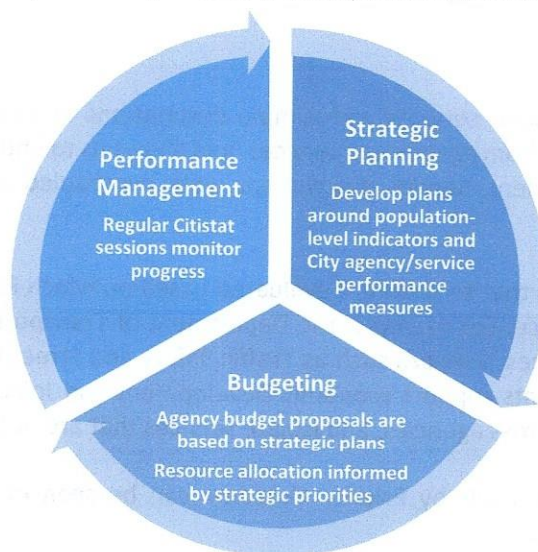 Performance
Management
Regular Citistat
sessions monitor
progress
Strategic
Planning
Develop plans
around population-
level indicators and
City agency/service
performance
measures
Budgeting
Agency budget proposals are
based on strategic plans
Resource allocation informed
by strategic priorities